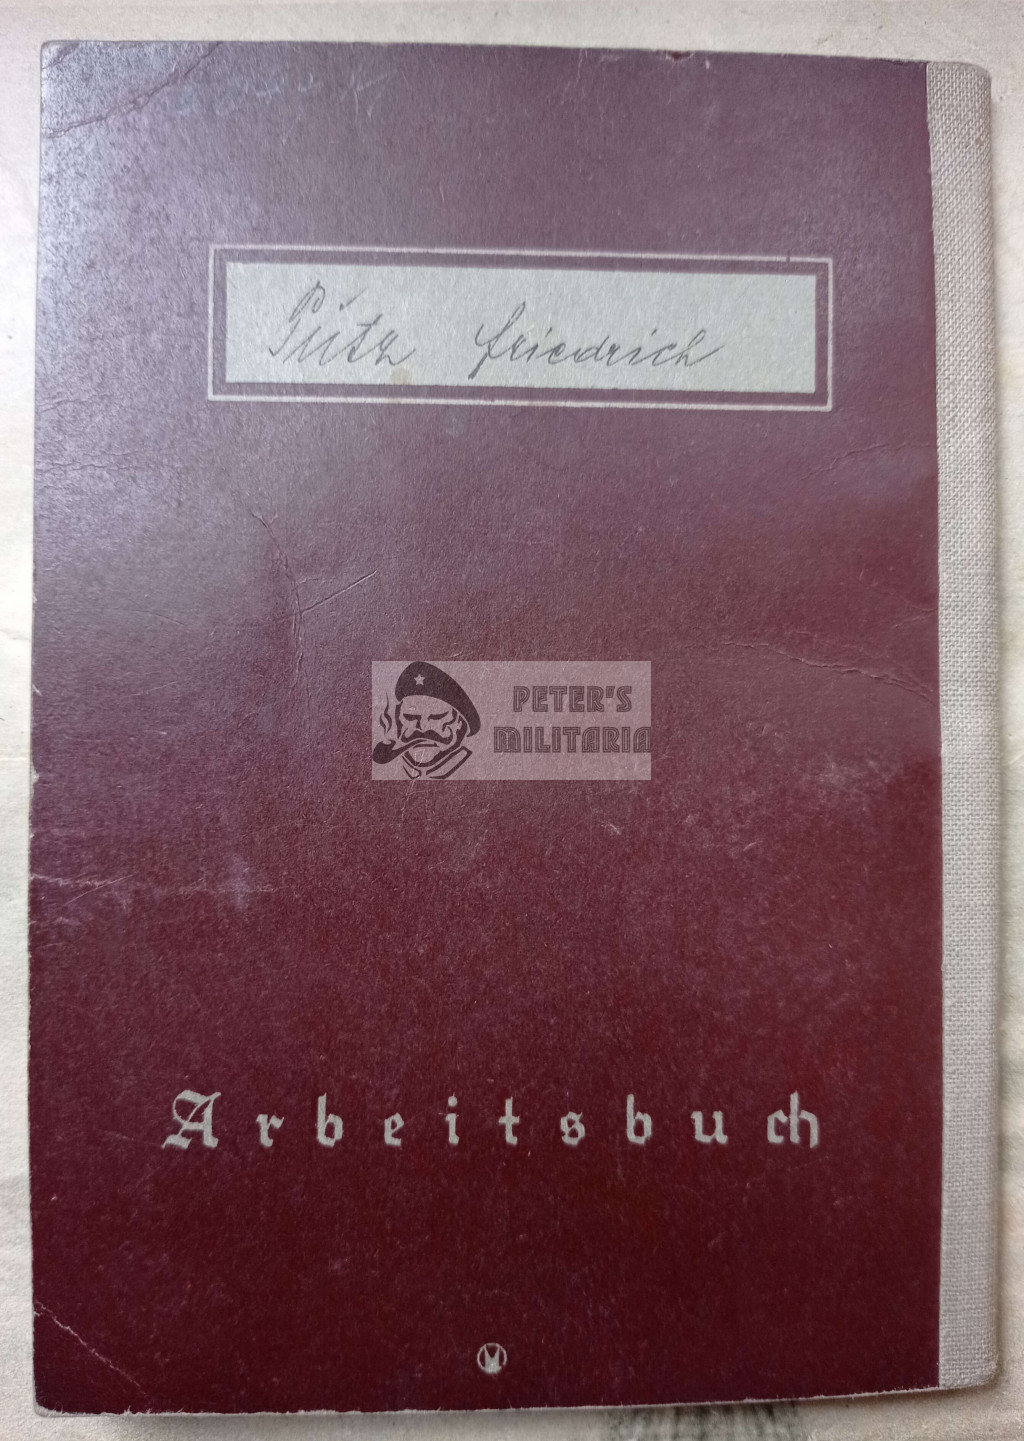 Pütz Friedrich
PETER'S
MILITARIA
Arbeitsbuch